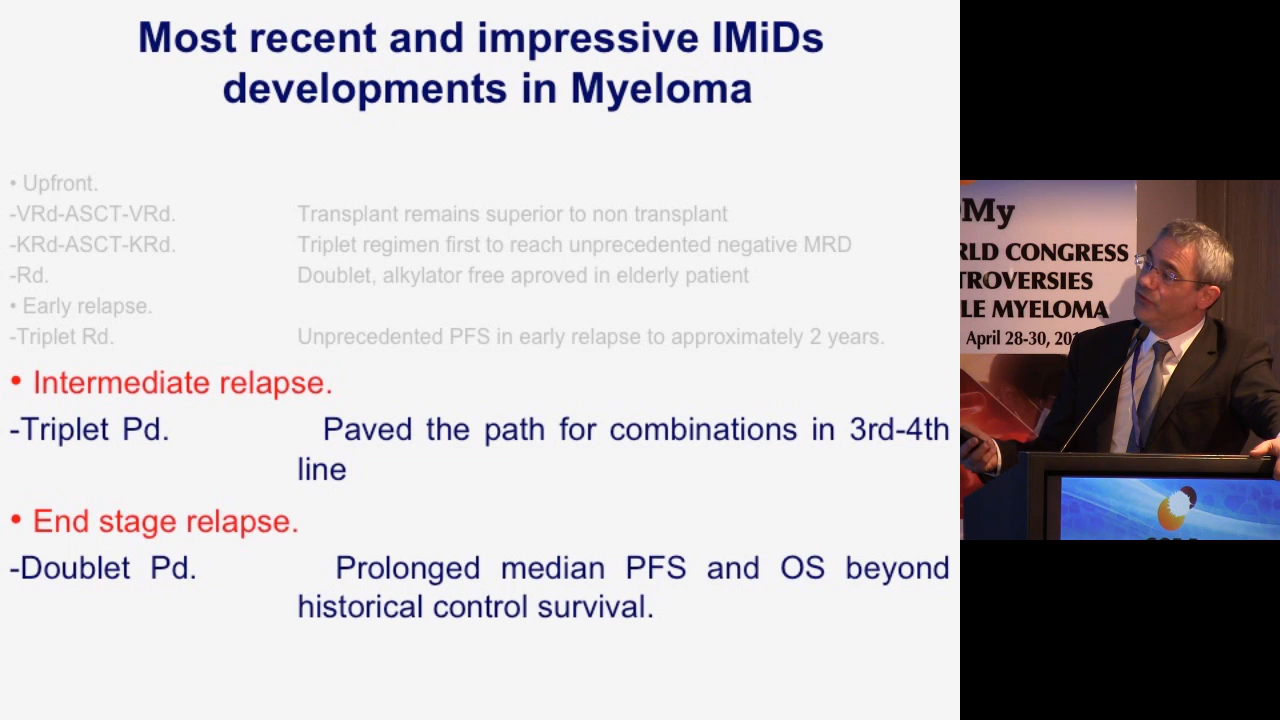 Most recent and impressive IMiDs
developments in Myeloma
• Upfront.
-VRd-ASCT-VRd. Transplant remains superior to non transplant
-KRd-ASCT-KRd. Triplet regimen first to reach unprecedented negative MRD
-Rd. Doublet, alkylator free aproved in elderly patient
• Early relapse.
-Triplet Rd. Unprecedented PFS in early relapse to approximately 2 years.
• Intermediate relapse.
-Triplet Pd. Paved the path for combinations in 3rd-4th
line
• End stage relapse.
-Doublet Pd. Prolonged median PFS and OS beyond
historical control survival.
My
RLD CONGRESS
TROVERSIES
LE MYELOMA
April 28-30, 201